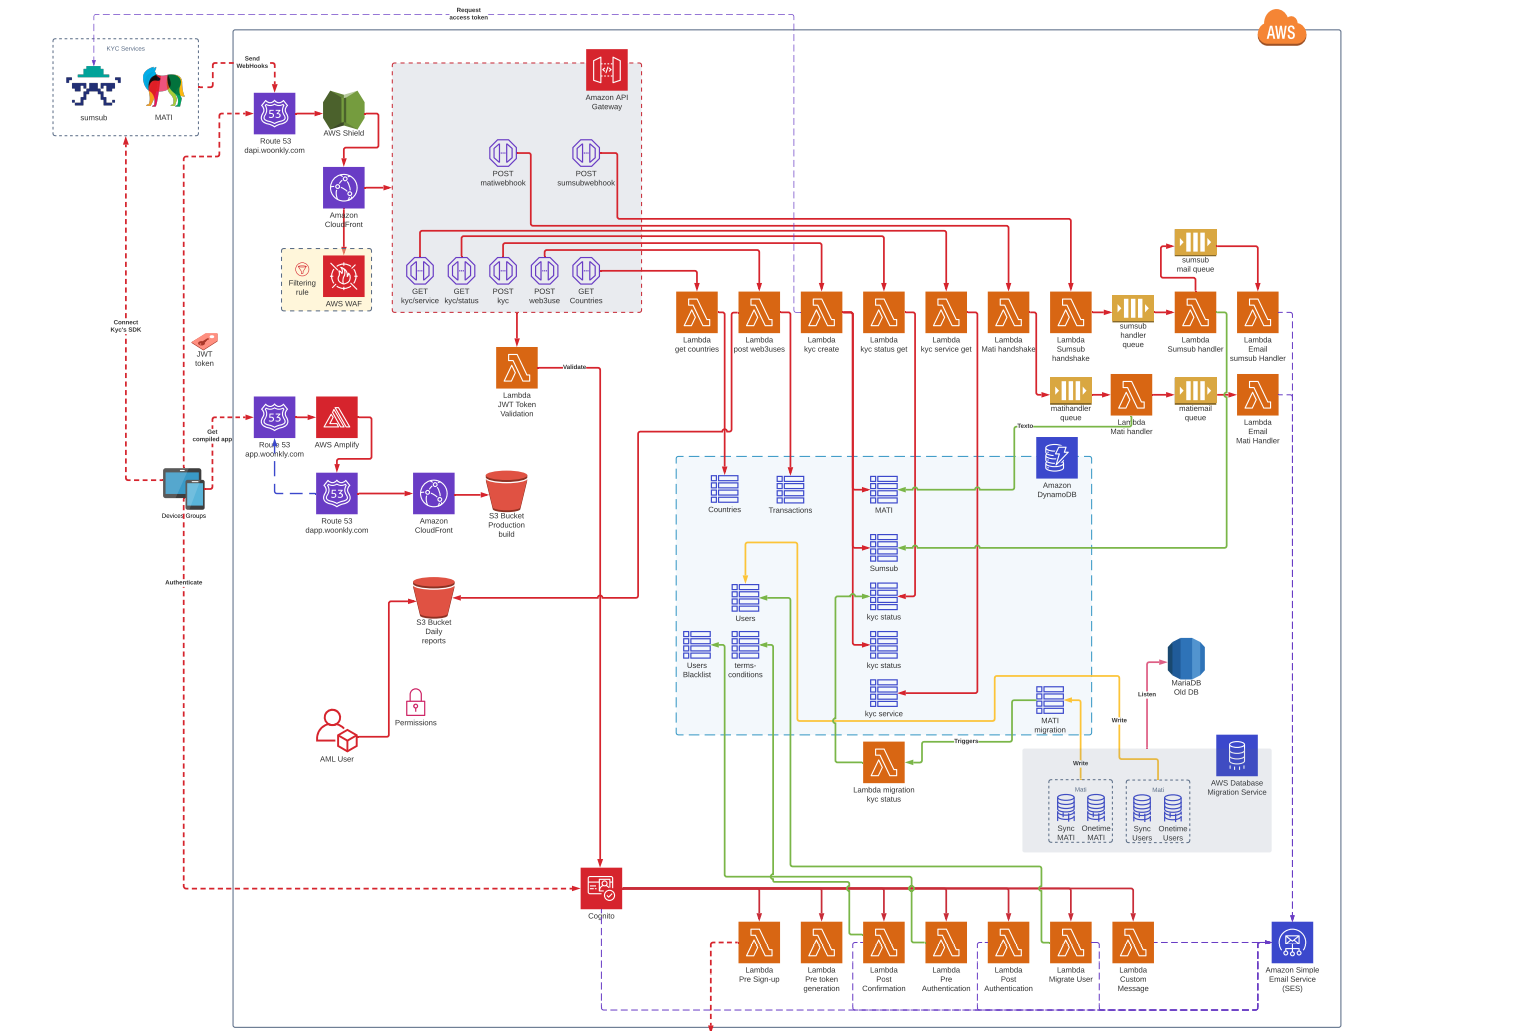 Request
access token
AWS
KYC Services
sumsub
MATI
Send
WebHooks
53
Route 53
dapi.woonkly.com
AWS Shield
Amazon API
Gateway
POST
matiwebhook
POST
sumsubwebhook
Amazon
CloudFront
Filtering
rule
AWS WAF
GET
kyc/service
GET
kyc/status
POST
kyc
POST
web3use
GET
Countries
sumsub
mail queue
Lambda
get countries
Lambda
post web3uses
Lambda
kyc create
Lambda
kyc status get
Lambda
kyc service get
Lambda
Mati handshake
Lambda
Sumsub
handshake
sumsub
handler
queue
Lambda
Sumsub handler
Lambda
Email
sumsub Handler
Connect
Kyc's SDK
JWT
token
Validate
Lambda
JWT Token
Validation
matihandler
queue
Lambda
Mati handler
matiemail
queue
Lambda
Email
Mati Handler
Texto
53
Route 53
app.woonkly.com
AWS Amplify
Get
compiled app
Devices Groups
53
Route 53
dapp.woonkly.com
Amazon
CloudFront
S3 Bucket
Production
build
Amazon
DynamoDB
Countries
Transactions
MATI
Sumsub
Users
kyc status
Users
Blacklist
terms-
conditions
kyc status
kyc service
MATI
migration
Authenticate
S3 Bucket
Daily
reports
Permissions
AML User
MariaDB
Old DB
Listen
Write
Triggers
Write
Lambda migration
kyc status
AWS Database
Migration Service
Mati
Sync
MATI
Onetime
MATI
Mati
Sync
Users
Onetime
Users
Cognito
Lambda
Pre Sign-up
Lambda
Pre token
generation
Lambda
Post
Confirmation
Lambda
Pre
Authentication
Lambda
Post
Authentication
Lambda
Migrate User
Lambda
Custom
Message
Amazon Simple
Email Service
(SES)